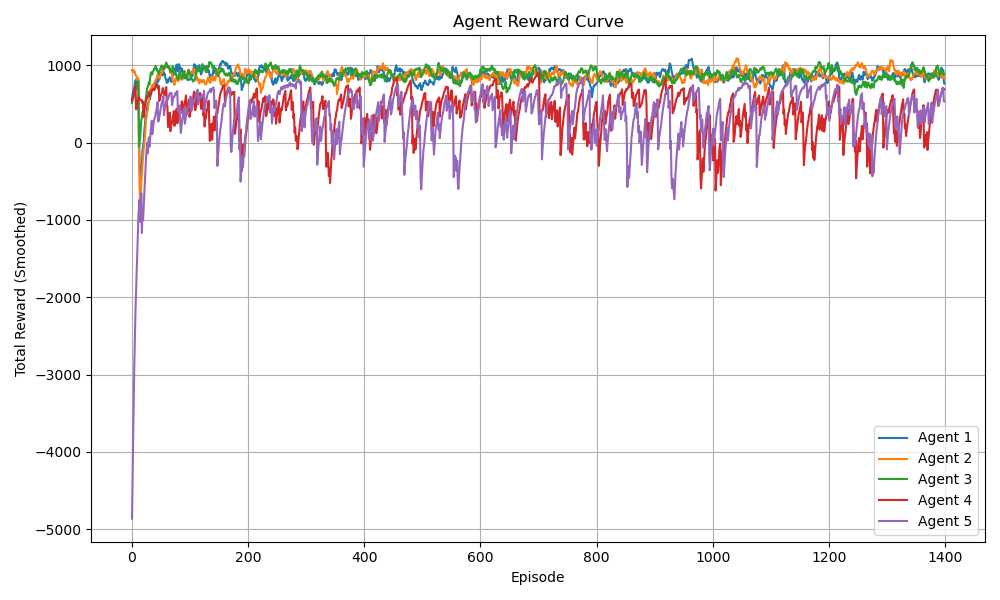 Agent Reward Curve
Total Reward (Smoothed)
1000
0
−1000
−2000
−3000
−4000
−5000
0 200 400 600 800 1000 1200 1400
Episode
Agent 1
Agent 2
Agent 3
Agent 4
Agent 5